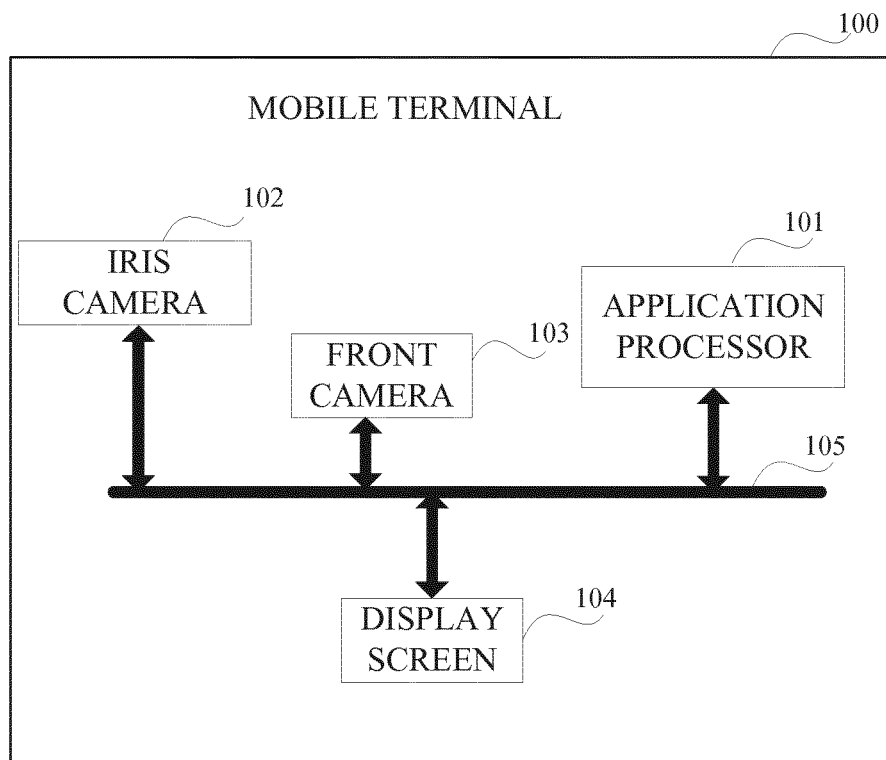 100
MOBILE TERMINAL
102
IRIS
CAMERA
101
APPLICATION
PROCESSOR
103
FRONT
CAMERA
105
104
DISPLAY
SCREEN